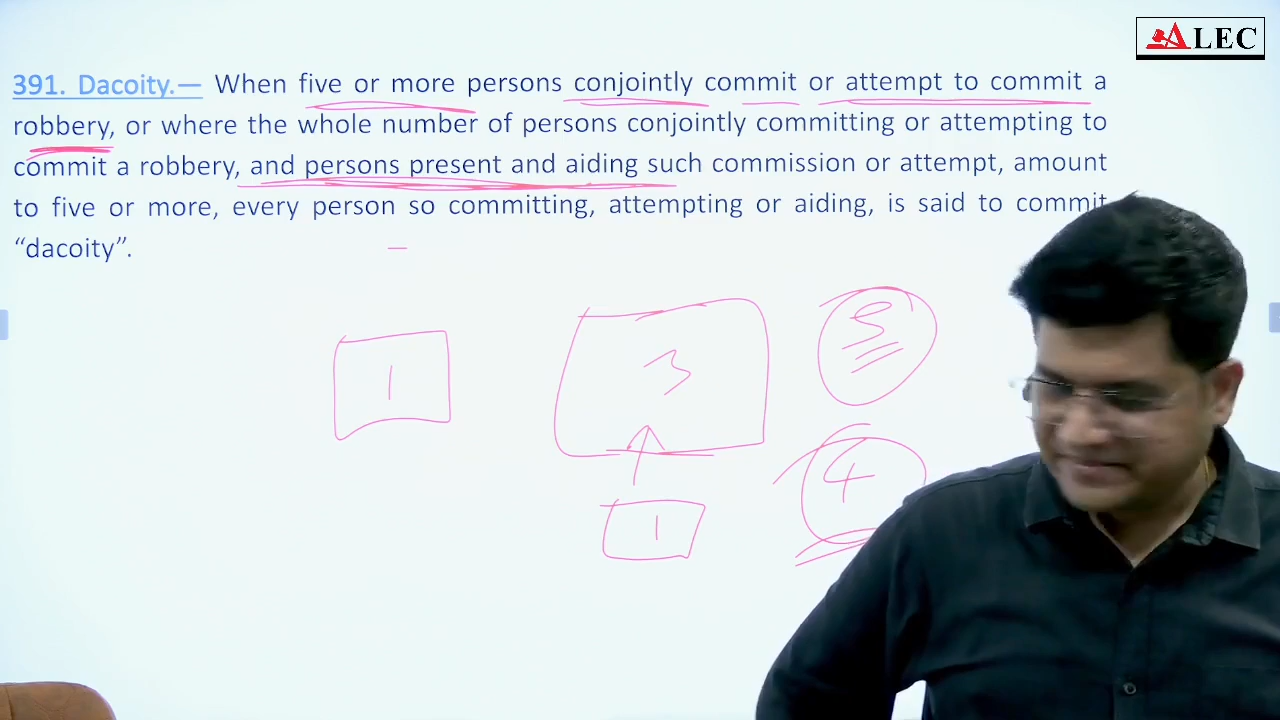 ALEC
391. Dacoity.— When five or more persons conjointly commit or attempt to commit a
robbery, or where the whole number of persons conjointly committing or attempting to
commit a robbery, and persons present and aiding such commission or attempt, amount
to five or more, every person so committing, attempting or aiding, is said to commit
“dacoity”.
1 3 5
1 4